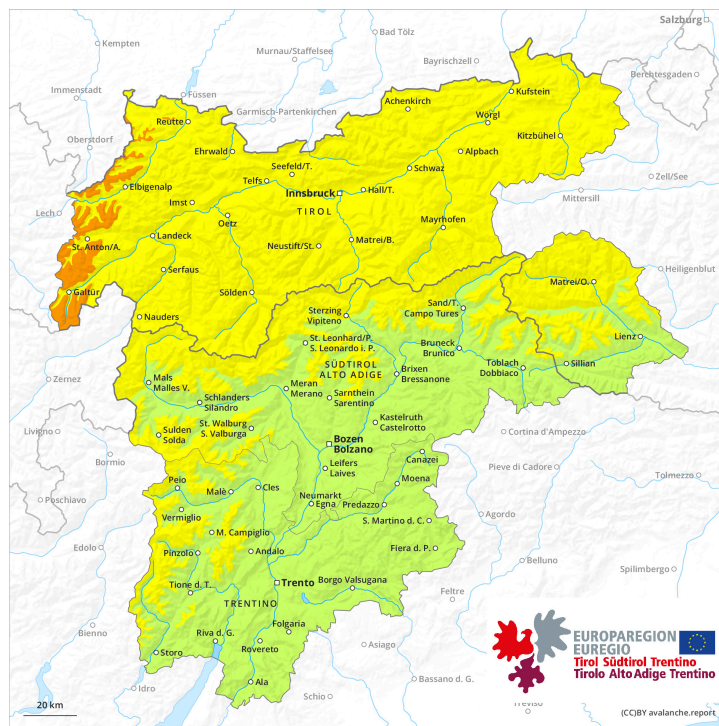 Salzburg
Bad Tölz
Kempten
Murnau/Staffelsee
Bayrischzell
Berchtesgaden
Immenstadt
Füssen
Achenkirch
Kufstein
Garmisch-Partenkirchen
Reutte
Wörgl
Oberstdorf
Kitzbühel
Ehrwald
Alpbach
Seefeld/T.
Schwaz
Zell/See
Telfs
Elbigenalp
Innsbruck
Hall/T.
Mittersill
Imst
TIROL
Lech
Oetz
Mayrhofen
St. Anton/A.
Landeck
Neustift/St.
Matrei/B.
Heiligenblut
Serfaus
Matrei/O.
Galtür
Sölden
Sand/T.
Campo Tures
Nauders
Sterzing
Vipiteno
Lienz
St. Leonhard/P.
S. Leonardo i. P.
Bruneck
Brunico
SÜDTIROL
ALTO ADIGE
Brixen
Bressanone
Toblach
Dobbiaco
Sillian
Zernez
Mals
Malles V.
Meran
Merano
Schlanders
Silandro
Sarnthein
Sarentino
Kastelruth
Castelrotto
St. Walburg
S. Valburga
Livigno
Sulden
Solda
Bozen
Bolzano
Cortina d'Ampezzo
Bormio
Canazei
Leifers
Laives
Pieve di Cadore
Tolmezzo
Peio
Moena
Malè
Cles
Neumarkt
Egna
Predazzo
Poschiavo
Vermiglio
Agordo
S. Martino d. C.
M. Campiglio
Edolo
Pinzolo
Andalo
Fiera d. P.
Belluno
Spilimbergo
Tione d. T.
Trento
Borgo Valsugana
Feltre
TRENTINO
Folgaria
Bienno
Riva d. G.
Rovereto
Asiago
Storo
Ala
Bassano d. G.
Idro
Schio
Treviso
EUROPAREGION
EUREGIO
Tirol Südtirol Trentino
Tirolo Alto Adige Trentino
20 km
(CC)BY avalanche.report